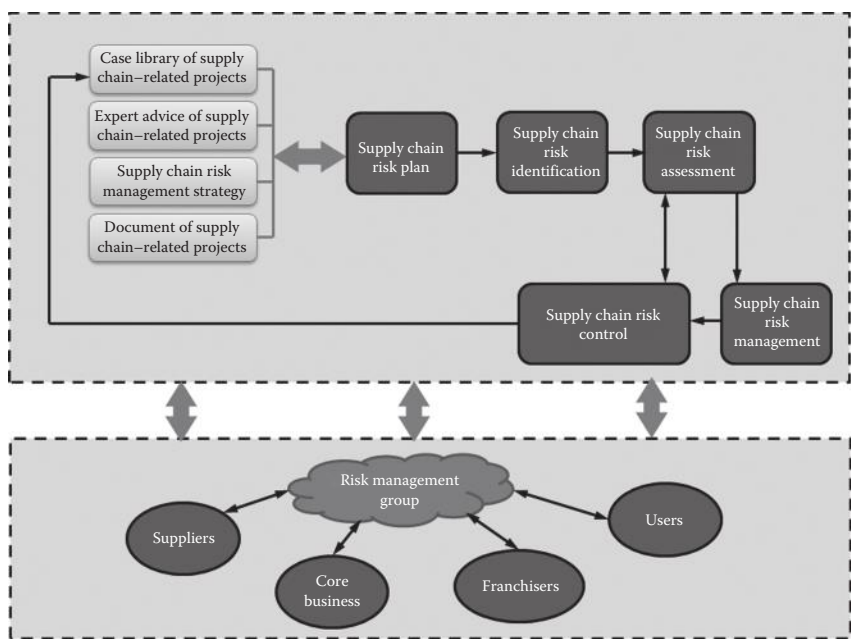 Case library of supply
chain–related projects
Expert advice of supply
chain–related projects
Supply chain risk
management strategy
Document of supply
chain–related projects
Supply chain
risk plan
Supply chain
risk
identification
Supply chain
risk
assessment
Supply chain risk
control
Supply chain
risk
management
Risk management
group
Suppliers
Core
business
Franchisers
Users